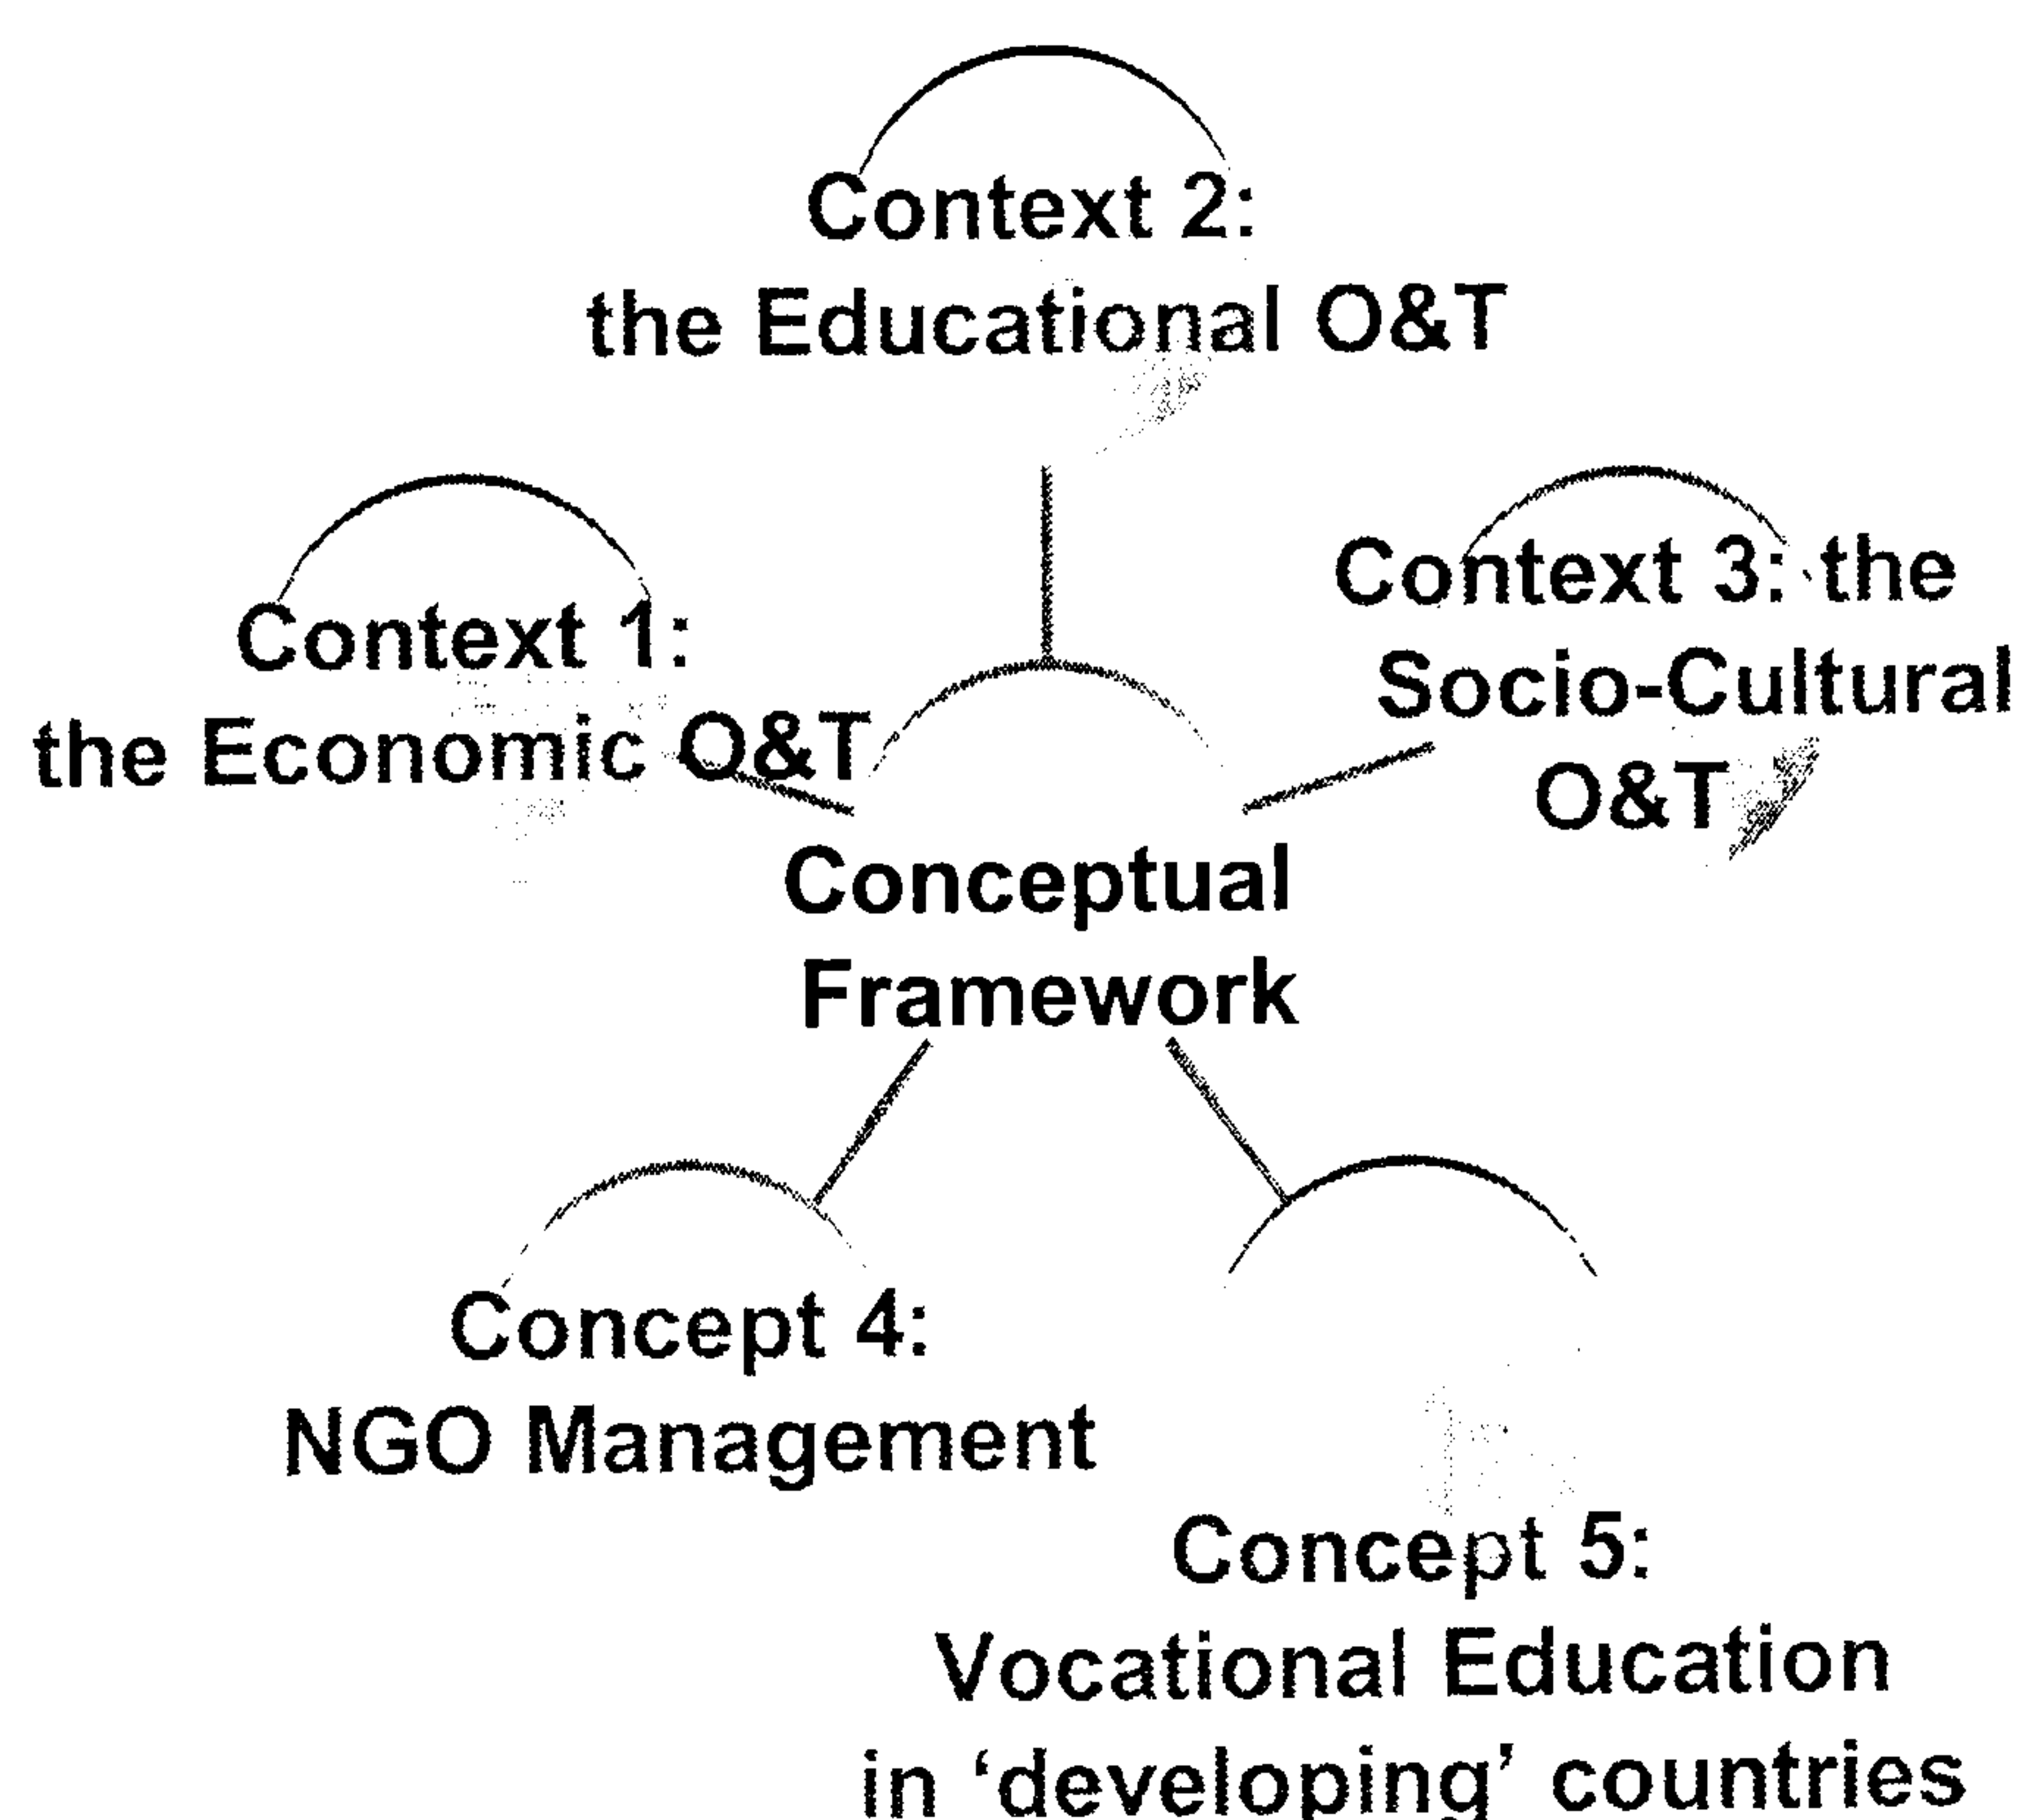 Context 2:
the Educational O&T
Context 1:
the Economic O&T
Context 3: the
Socio-Cultural
O&T
Conceptual
Framework
Concept 4:
NGO Management
Concept 5:
Vocational Education
in ‘developing’ countries